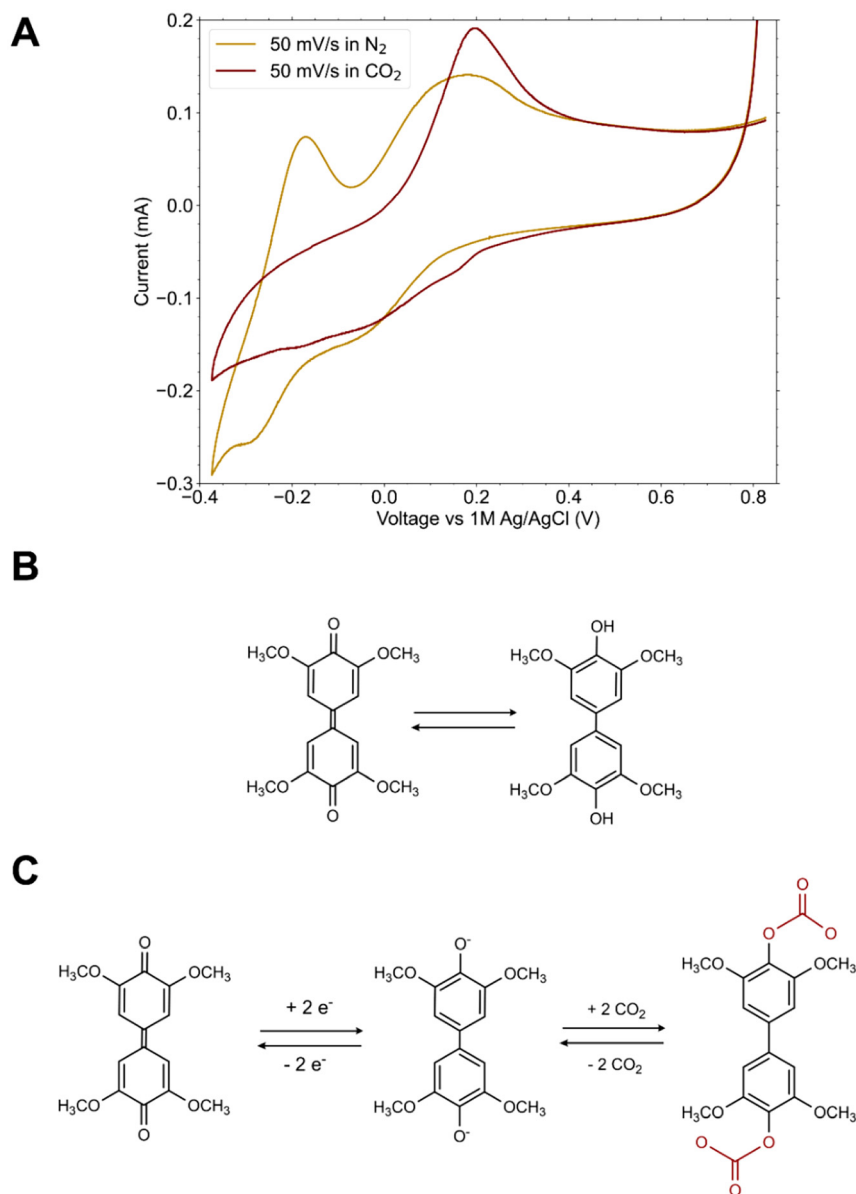 A
0.2
50 mV/s in N₂
50 mV/s in CO₂
0.1
0.0
−0.1
−0.2
−0.3
Current (mA)
−0.4 −0.2 0.0 0.2 0.4 0.6 0.8
Voltage vs 1M Ag/AgCl (V)
B
O OH
H₃CO OCH₃ H₃CO OCH₃
H₃CO OCH₃ H₃CO OCH₃
O OH
C
O
O O
O O⁻
H₃CO OCH₃ H₃CO OCH₃ H₃CO OCH₃
+ 2 e⁻ + 2 CO₂
- 2 e⁻ - 2 CO₂
H₃CO OCH₃ H₃CO OCH₃ H₃CO OCH₃
O O⁻
O O
O